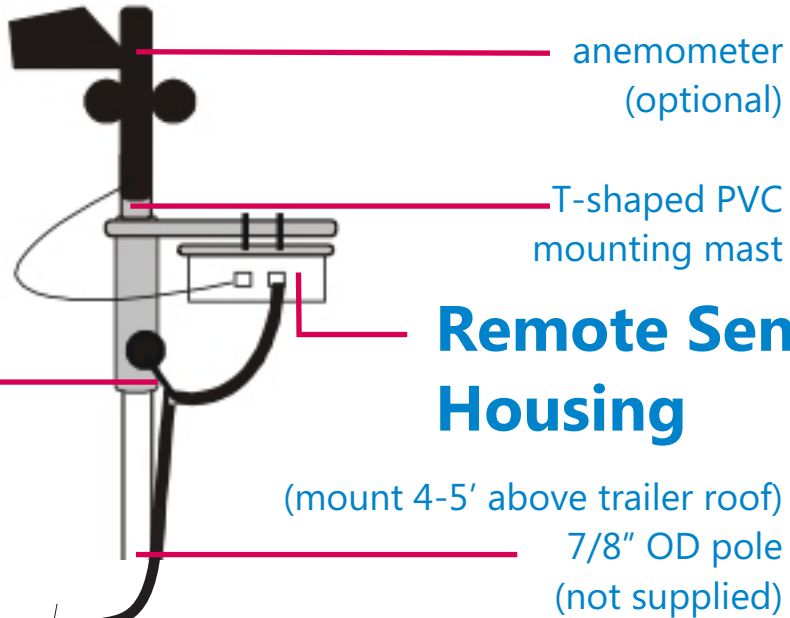 anemometer
(optional)
T-shaped PVC
mounting mast
Remote
Housing
(mount 4-5′ above trailer roof)
7/8″ OD pole
(not supplied)